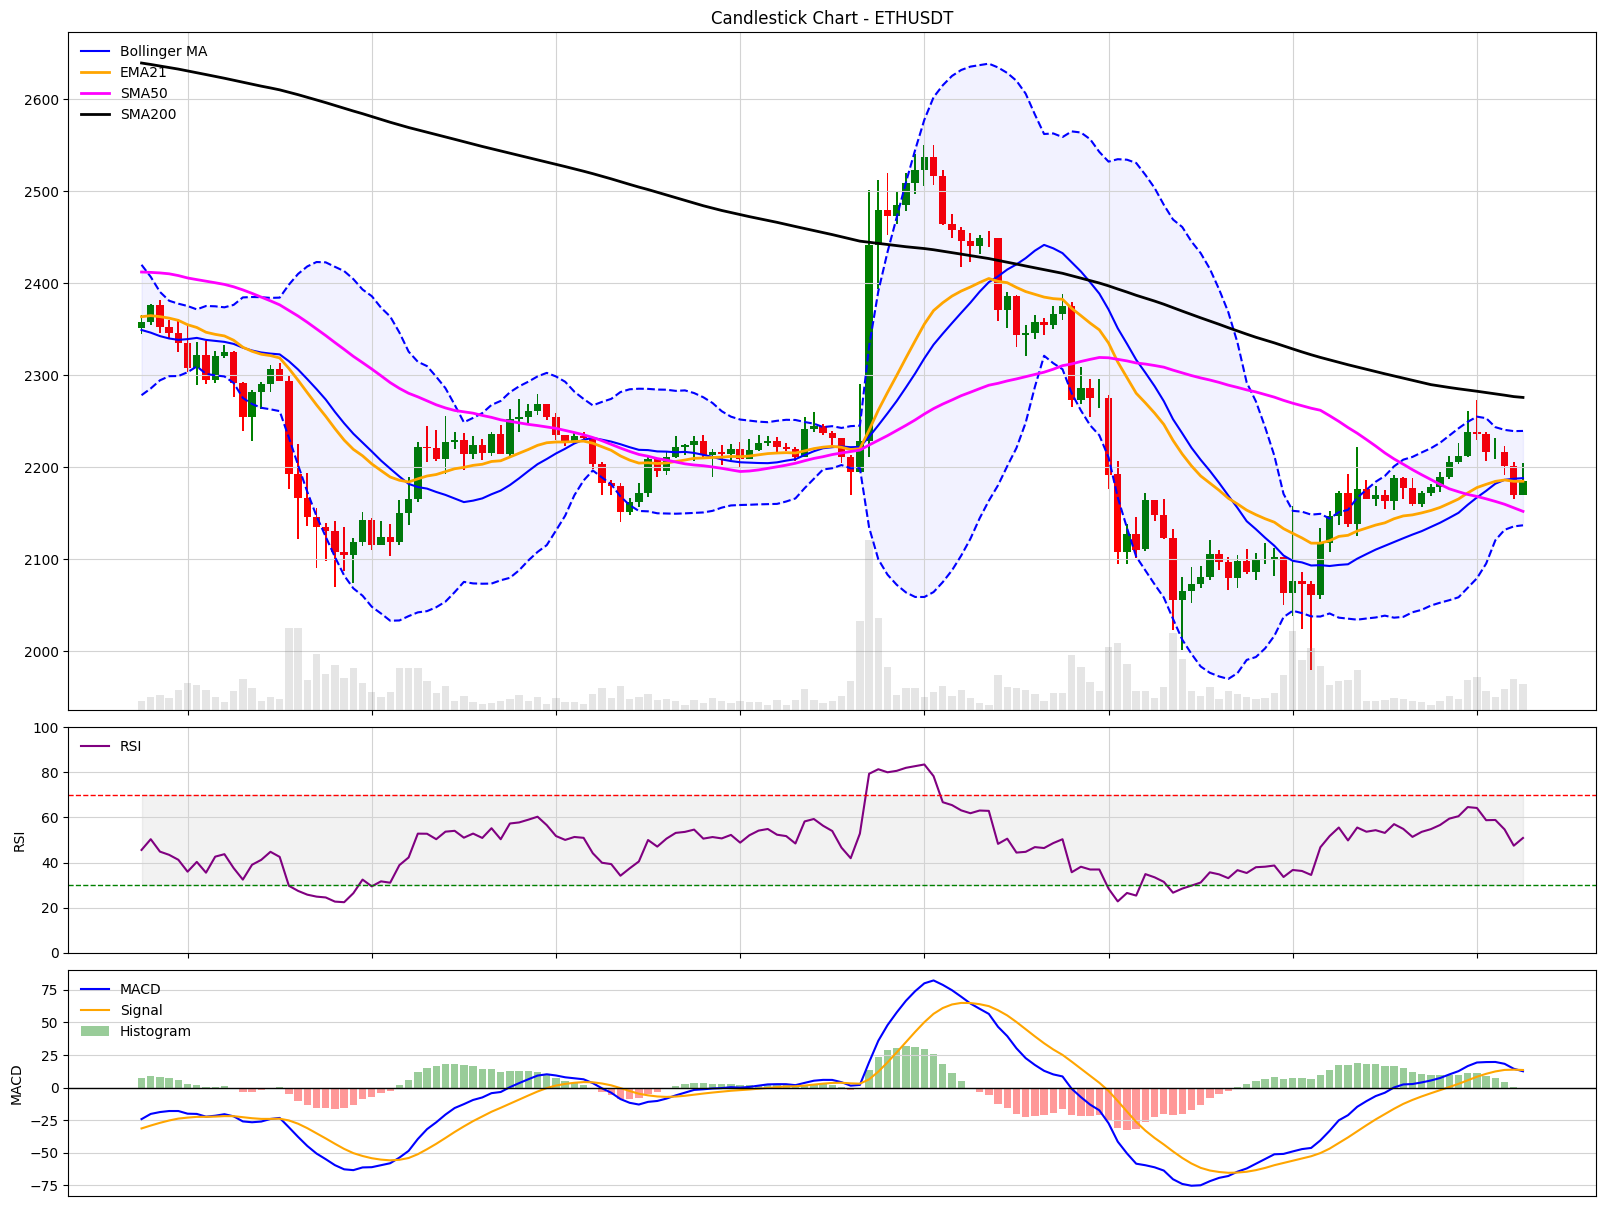 Candlestick Chart - ETHUSDT
Bollinger MA
EMA21
SMA50
SMA200
2600
2500
2400
2300
2200
2100
2000
RSI
100
80
60
40
20
0
RSI
MACD
Signal
Histogram
75
50
25
0
−25
−50
−75
MACD